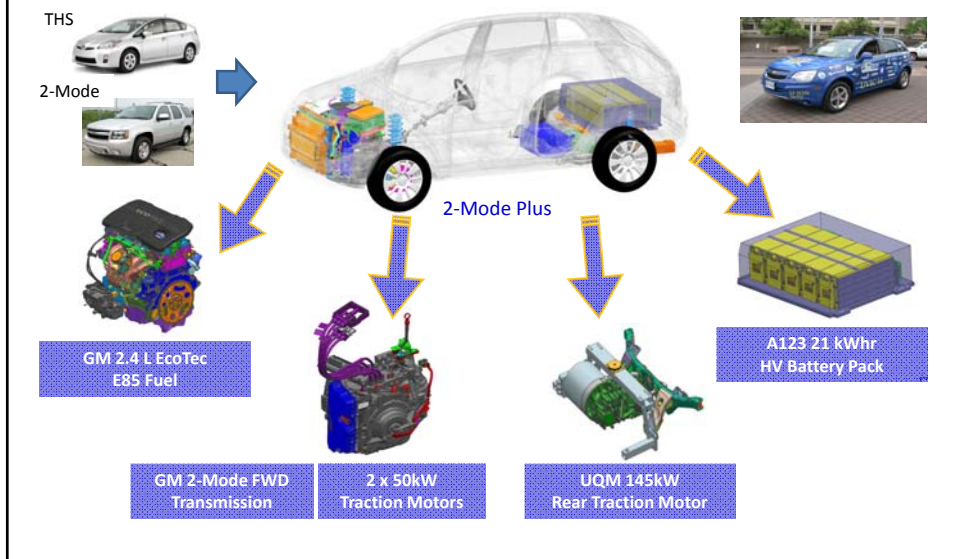 THS
2-Mode
2-Mode Plus
GM 2.4 L EcoTec
E85 Fuel
A123 21 kWhr
HV Battery Pack
GM 2-Mode FWD
Transmission
2 x 50kW
Traction Motors
UQM 145kW
Rear Traction Motor